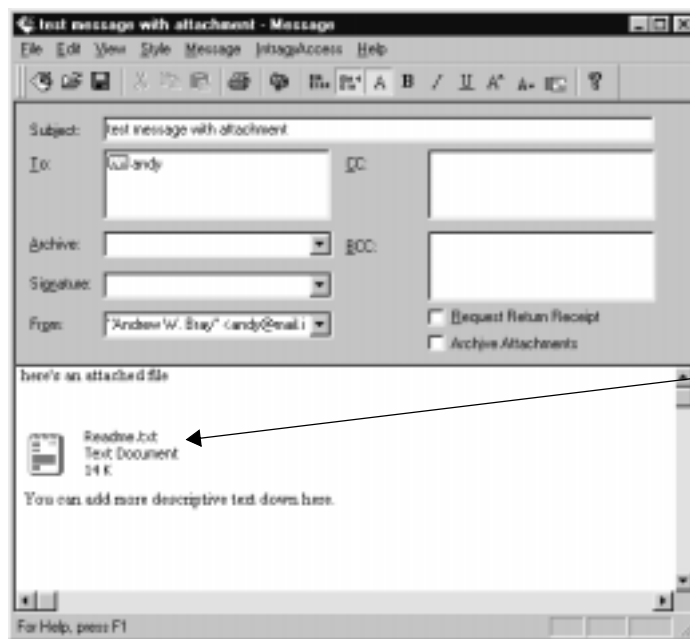 test message with attachment - Message
File Edit View Style Message IntragyAccess Help
B I U A A
Subject: test message with attachment
To: andy CC:
Archive: BCC:
Signature:
From: "Andrew W. Bray" <andy@mail.i
Request Return Receipt
Archive Attachments
here's an attached file
Readme.txt
Text Document
14 K
You can add more descriptive text down here.
For Help, press F1